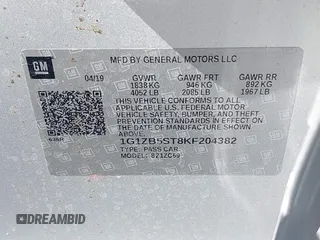 GM
MFD BY GENERAL MOTORS LLC
04/19 GVWR GAWR FRT GAWR RR
1838 KG 946 KG 892 KG
4052 LB 2085 LB 1967 LB
THIS VEHICLE CONFORMS TO ALL
APPLICABLE U.S. FEDERAL MOTOR
VEHICLE SAFETY, BUMPER, AND THEFT
PREVENTION STANDARDS IN EFFECT ON
THE DATE OF MANUFACTURE SHOWN ABOVE.
1G1ZB5ST8KF204382
TYPE: PASS CAR
MODEL:
DREAMBID